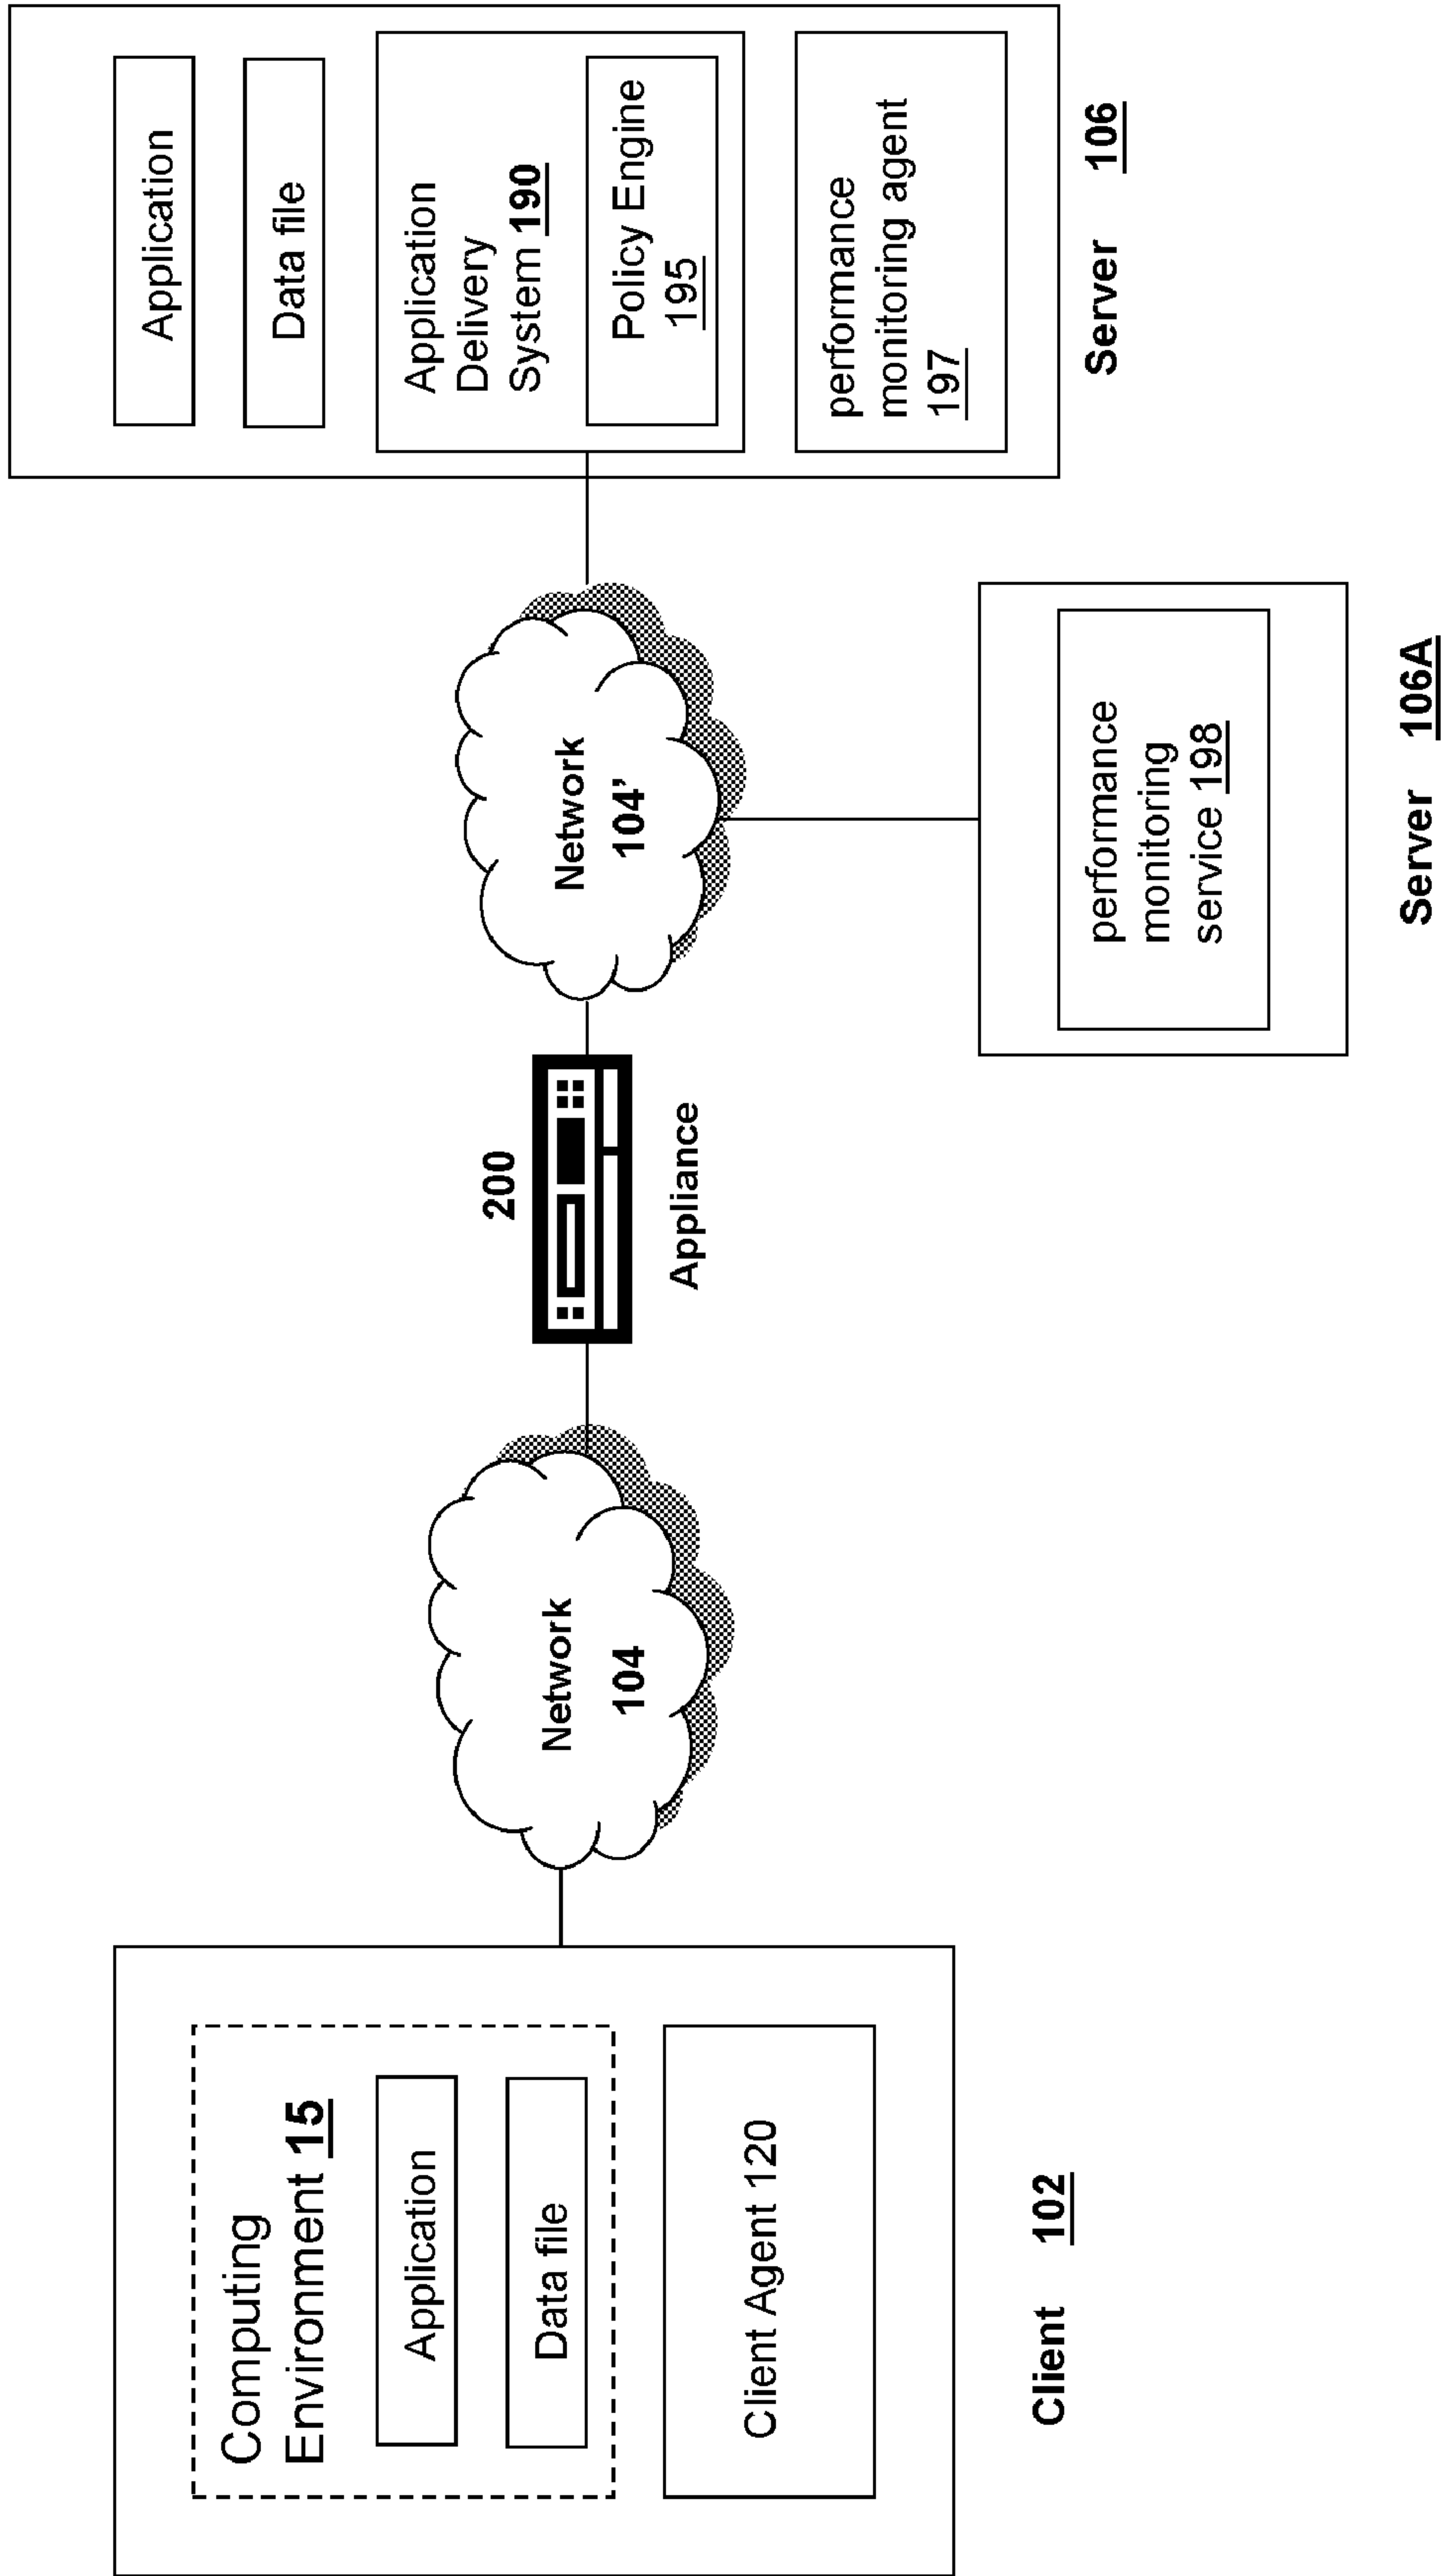 Computing
Environment 15
Application
Data file
Client Agent 120
Client 102
Network
104
200
Appliance
Network
104’
performance
monitoring
service 198
Server 106A
Application
Data file
Application
Delivery
System 190
Policy Engine
195
performance
monitoring agent
197
Server 106